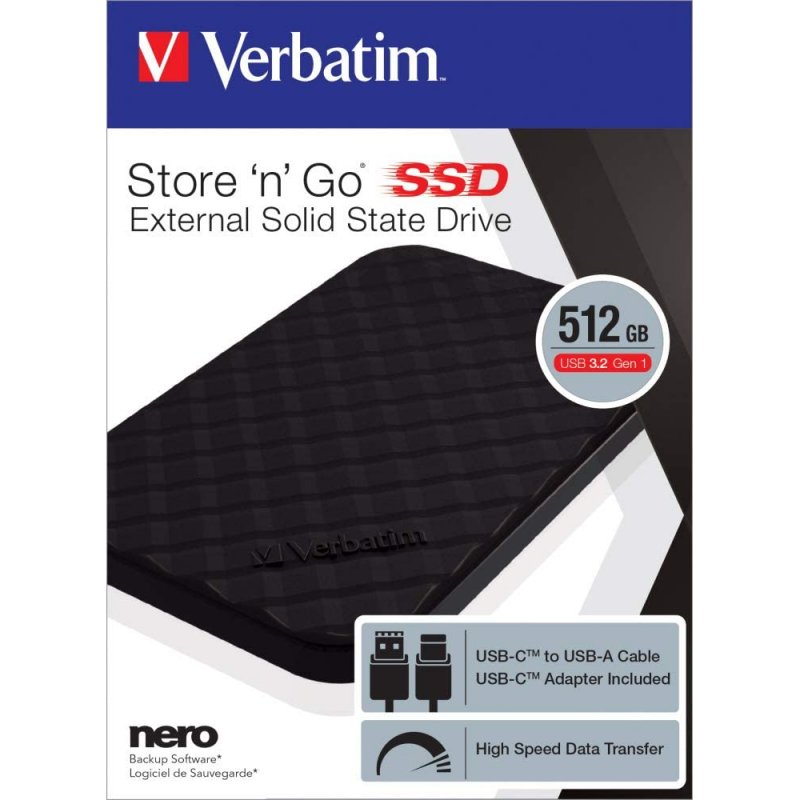 Verbatim™
Store 'n' Go® SSD
External Solid State Drive
512 GB
USB 3.2 Gen 1
Verbatim
USB-C™ to USB-A Cable
USB-C™ Adapter Included
High Speed Data Transfer
nero
Backup Software*
Logiciel de Sauvegarde*